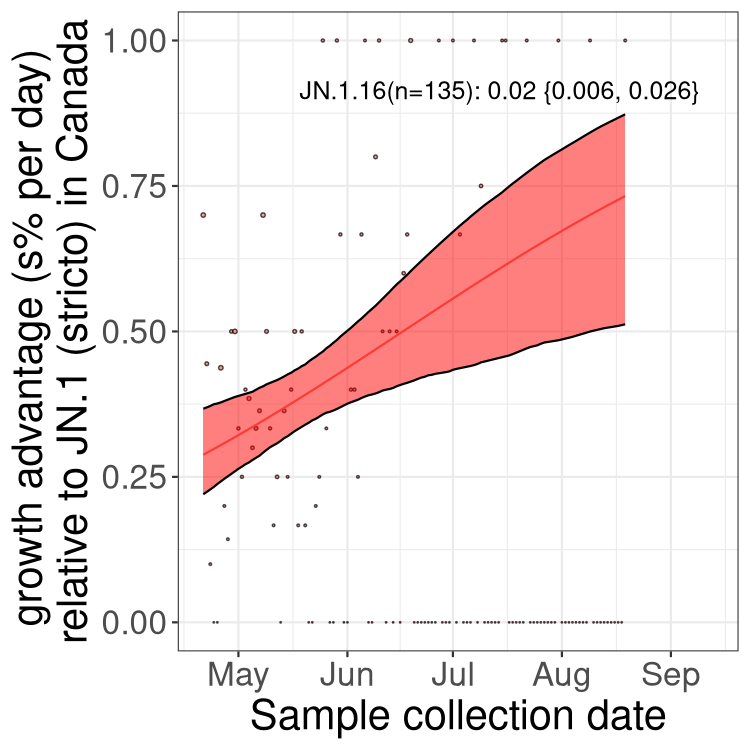 growth advantage (s% per day)
relative to JN.1 (stricto) in Canada
1.00
0.75
0.50
0.25
0.00
JN.1.16(n=135): 0.02 {0.006, 0.026}
May Jun Jul Aug Sep
Sample collection date